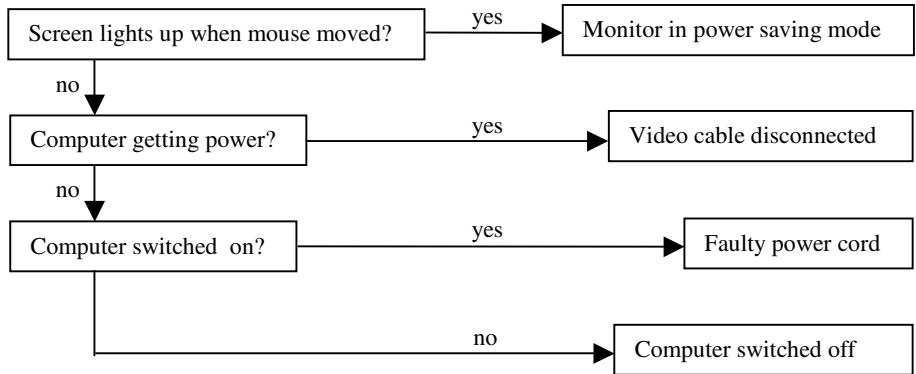 Screen lights up when mouse moved?
yes
Monitor in power saving mode
no
Computer getting power?
yes
Video cable disconnected
no
Computer switched on?
yes
Faulty power cord
no
Computer switched off